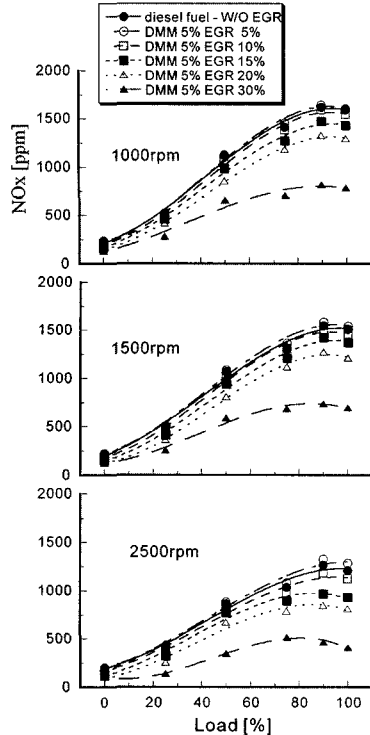 diesel fuel - W/O EGR
DMM 5% EGR 5%
DMM 5% EGR 10%
DMM 5% EGR 15%
DMM 5% EGR 20%
DMM 5% EGR 30%
NOx [ppm]
2000
1500
1000
500
0
1000rpm
2000
1500
1000
500
0
1500rpm
2000
1500
1000
500
0
2500rpm
0 20 40 60 80 100
Load [%]